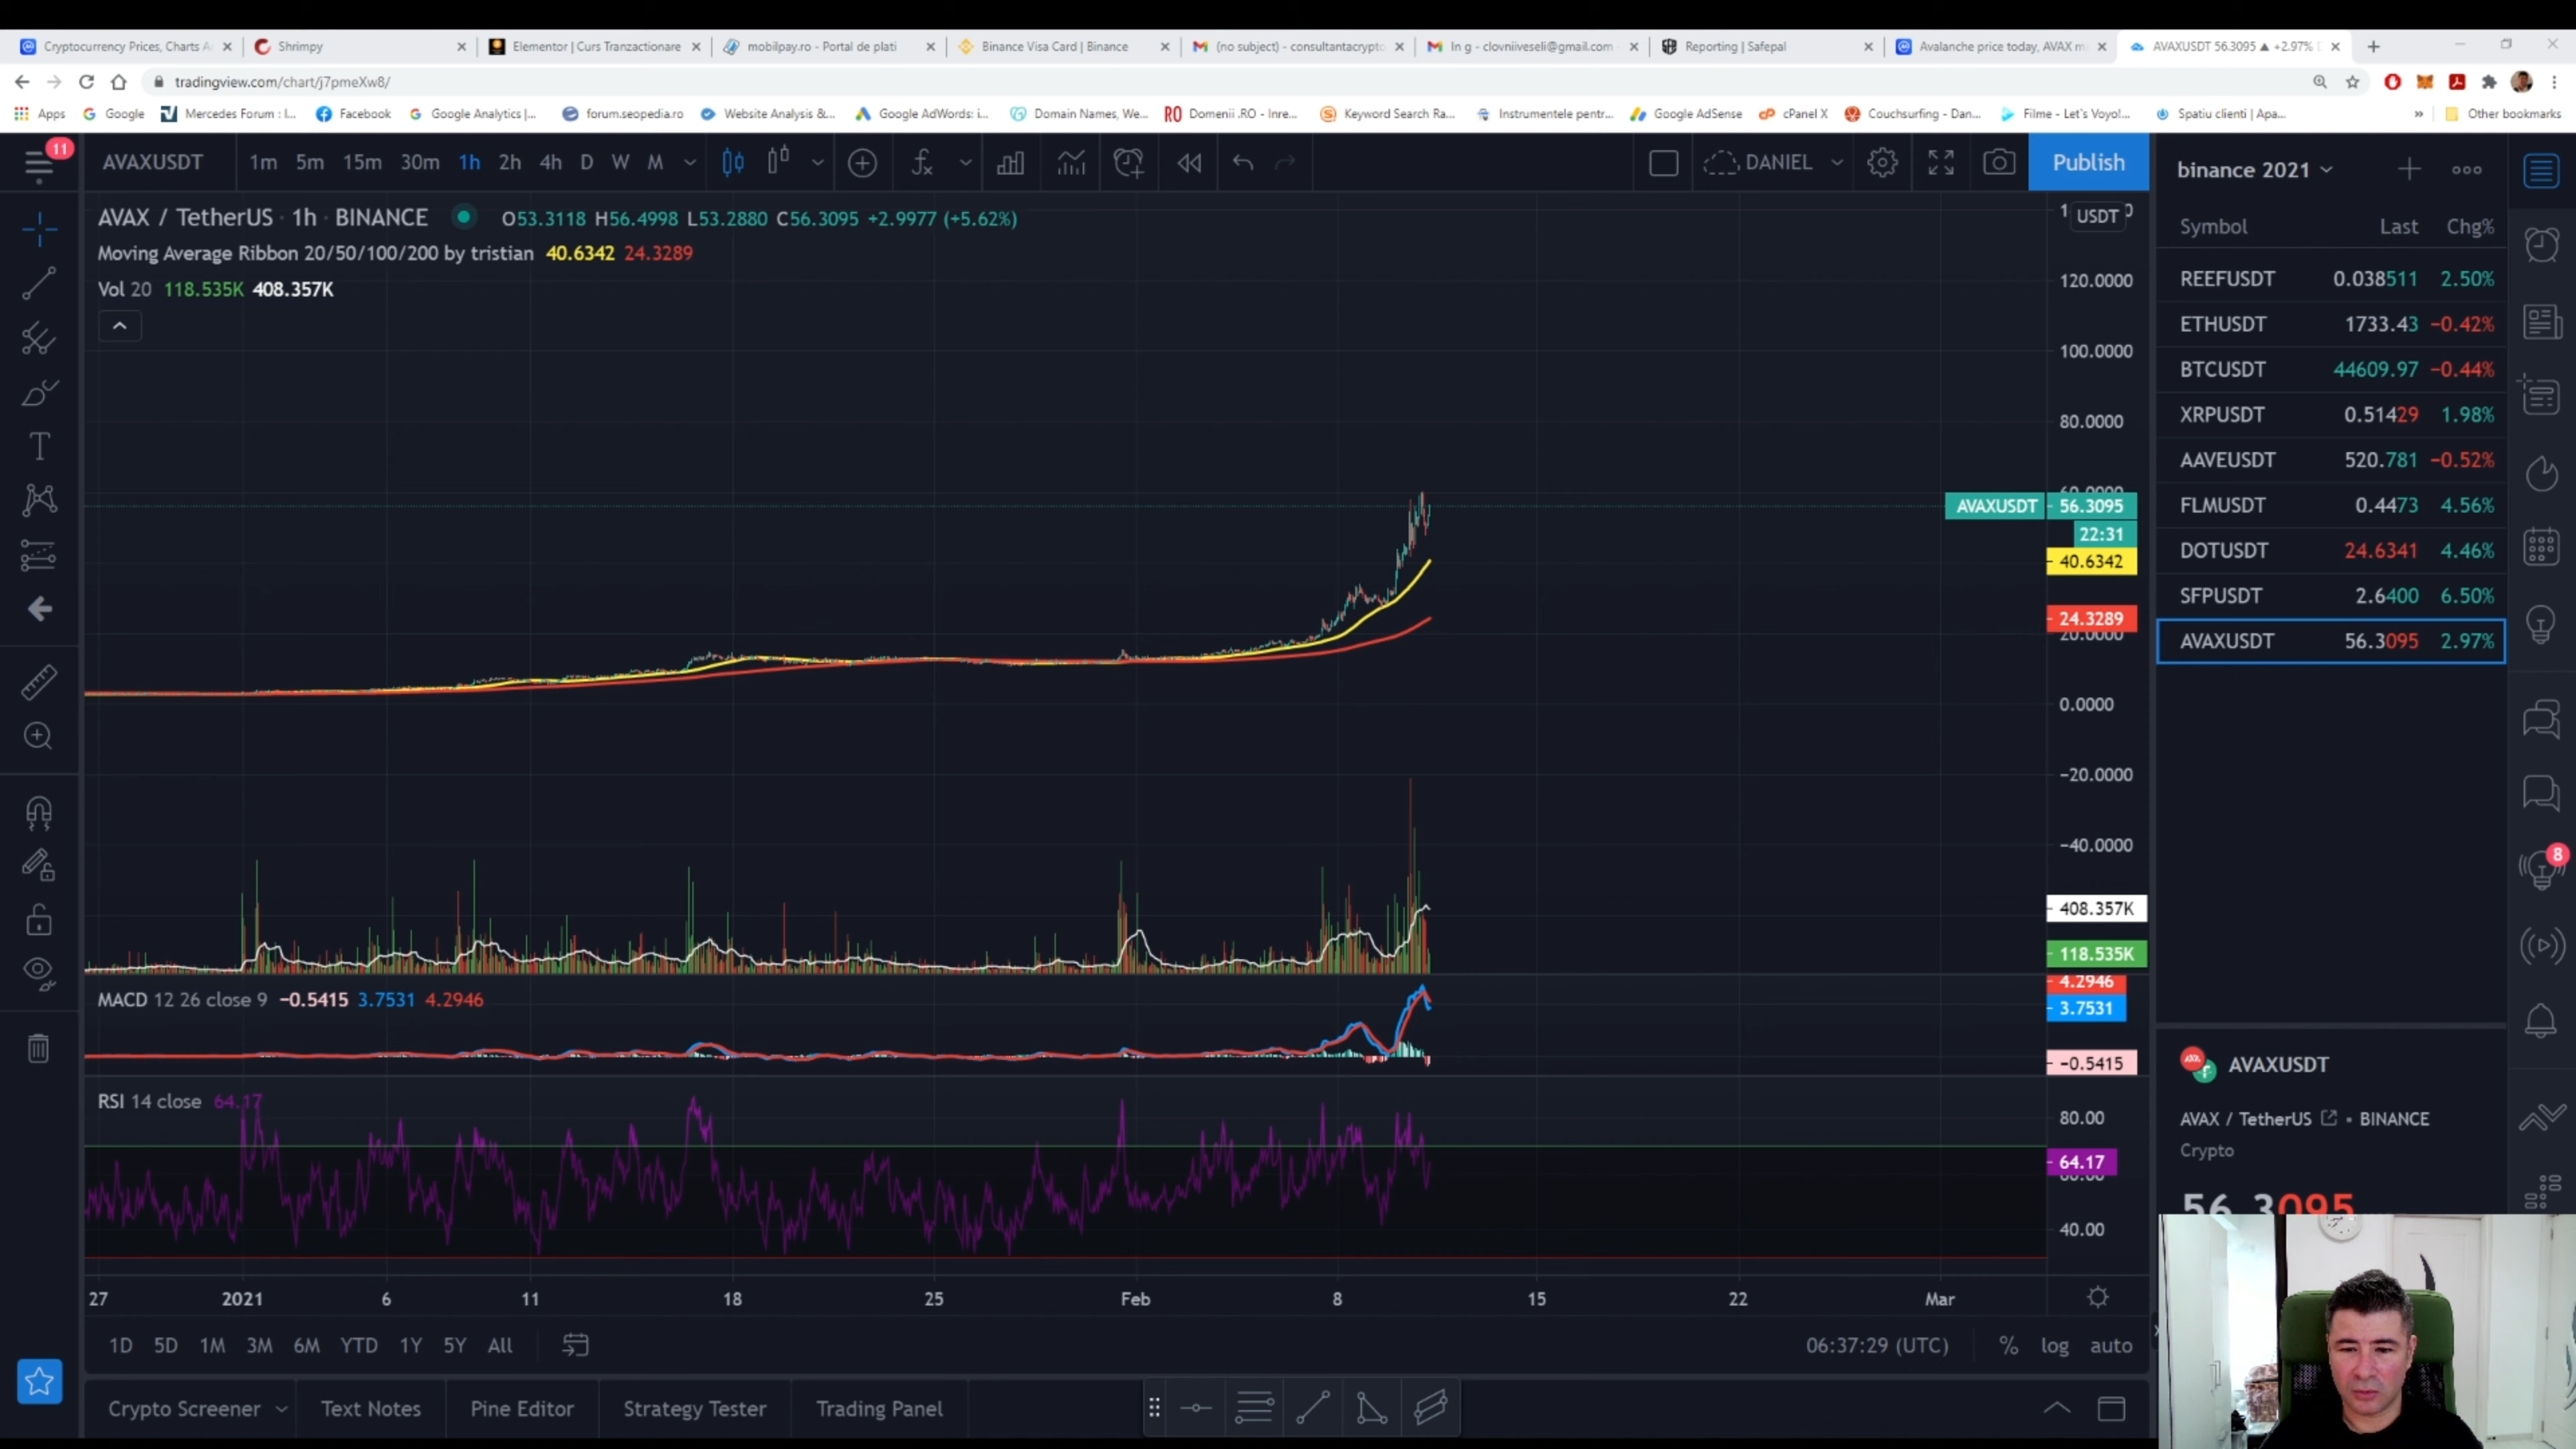 Cryptocurrency Prices, Charts A
Shrimpy
Elementor | Curs Tranzactionare
mobilpay.ro - Portal de plati
Binance Visa Card | Binance
(no subject) - consultantacrypto
In g - clovniiveseli@gmail.com
Reporting | Safepal
Avalanche price today, AVAX ma
AVAXUSDT 56.3095 ▲ +2.97%
tradingview.com/chart/j7pmeXw8/
Apps
Google
Mercedes Forum : I...
Facebook
Google Analytics |...
forum.seopedia.ro
Website Analysis &...
Google AdWords: i...
Domain Names, We...
Domenii .RO - Inre...
Keyword Search Ra...
Instrumentele pentr...
Google AdSense
cPanel X
Couchsurfing - Dan...
Filme - Let's Voyo!...
Spatiu clienti | Apa...
»
Other bookmarks
11
AVAXUSDT
1m 5m 15m 30m 1h 2h 4h D W M
DANIEL
Publish
binance 2021
AVAX / TetherUS · 1h · BINANCE
O53.3118 H56.4998 L53.2880 C56.3095 +2.9977 (+5.62%)
Moving Average Ribbon 20/50/100/200 by tristian 40.6342 24.3289
Vol 20 118.535K 408.357K
USDT
120.0000
100.0000
80.0000
60.0000
AVAXUSDT 56.3095
22:31
40.6342
24.3289
20.0000
0.0000
−20.0000
−40.0000
408.357K
118.535K
MACD 12 26 close 9 −0.5415 3.7531 4.2946
4.2946
3.7531
−0.5415
RSI 14 close 64.17
80.00
64.17
40.00
27 2021 6 11 18 25 Feb 8 15 22 Mar
1D 5D 1M 3M 6M YTD 1Y 5Y All
06:37:29 (UTC)
% log auto
Crypto Screener
Text Notes
Pine Editor
Strategy Tester
Trading Panel
Symbol Last Chg%
REEFUSDT 0.038511 2.50%
ETHUSDT 1733.43 −0.42%
BTCUSDT 44609.97 −0.44%
XRPUSDT 0.51429 1.98%
AAVEUSDT 520.781 −0.52%
FLMUSDT 0.4473 4.56%
DOTUSDT 24.6341 4.46%
SFPUSDT 2.6400 6.50%
AVAXUSDT 56.3095 2.97%
8
AVAXUSDT
AVAX / TetherUS • BINANCE
Crypto
56.3095